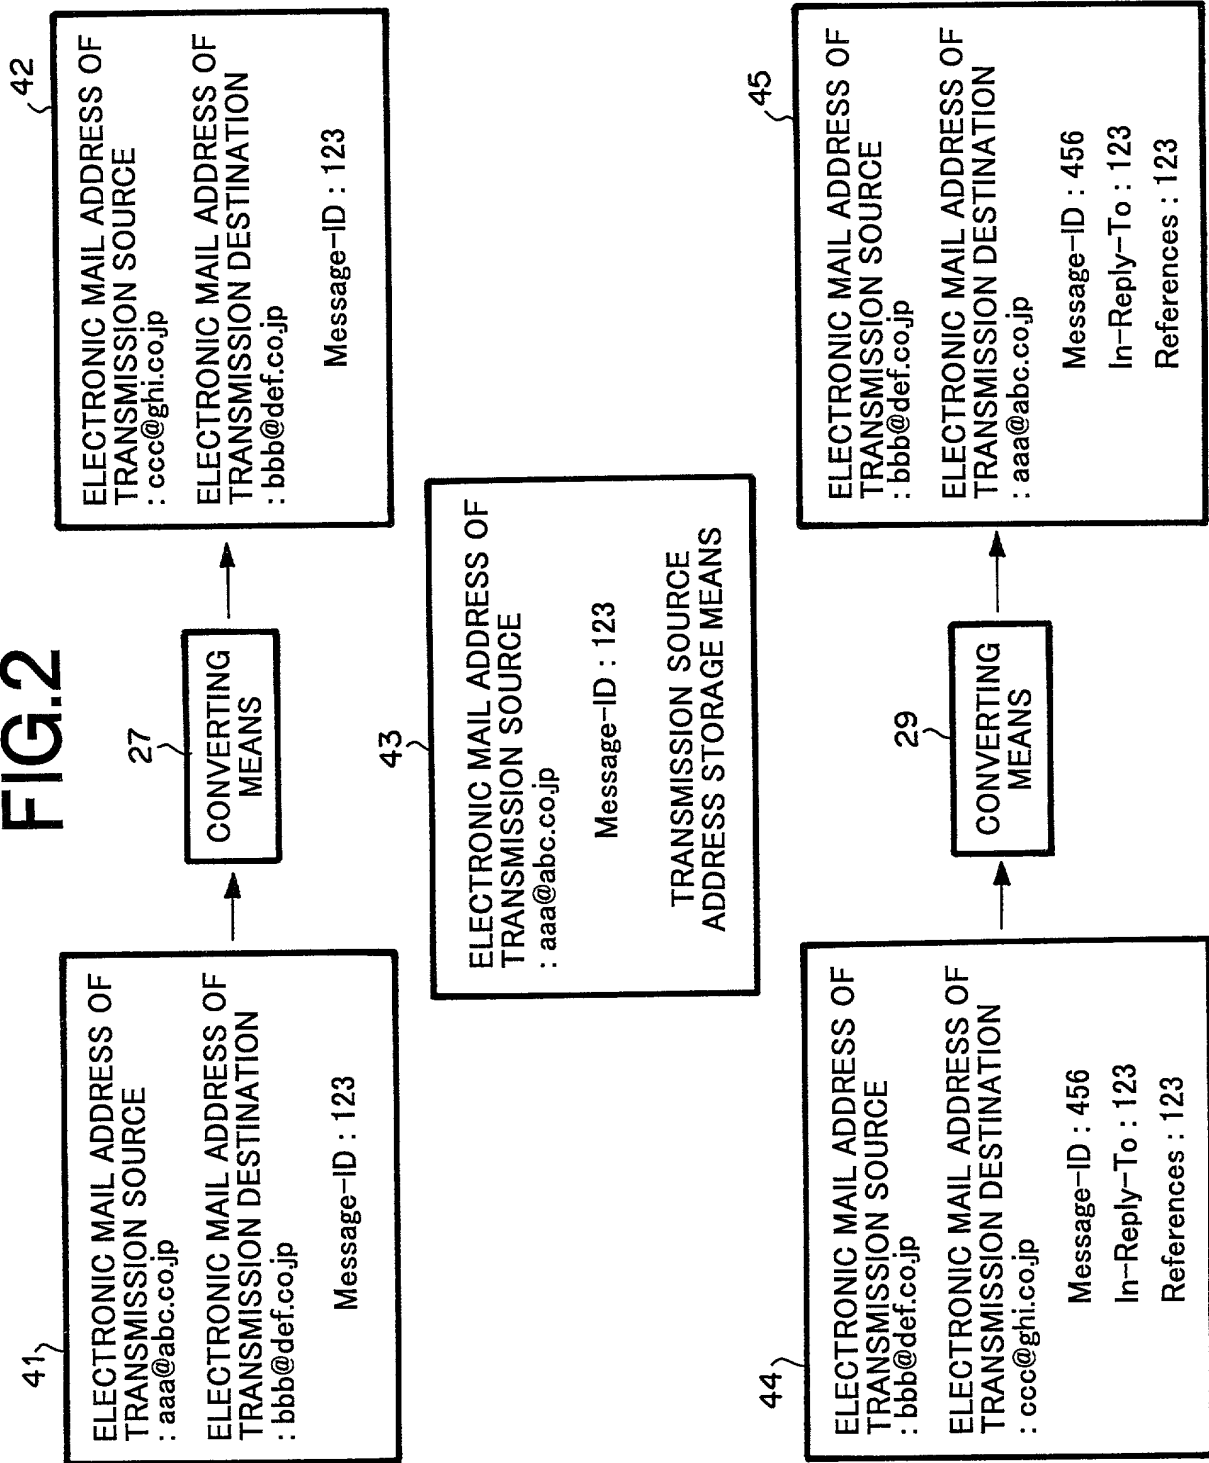 FIG.2
41
ELECTRONIC MAIL ADDRESS OF
TRANSMISSION SOURCE
: aaa@abc.co.jp
ELECTRONIC MAIL ADDRESS OF
TRANSMISSION DESTINATION
: bbb@def.co.jp
Message-ID : 123
27
CONVERTING
MEANS
42
ELECTRONIC MAIL ADDRESS OF
TRANSMISSION SOURCE
: ccc@ghi.co.jp
ELECTRONIC MAIL ADDRESS OF
TRANSMISSION DESTINATION
: bbb@def.co.jp
Message-ID : 123
43
ELECTRONIC MAIL ADDRESS OF
TRANSMISSION SOURCE
: aaa@abc.co.jp
Message-ID : 123
TRANSMISSION SOURCE
ADDRESS STORAGE MEANS
44
ELECTRONIC MAIL ADDRESS OF
TRANSMISSION SOURCE
: bbb@def.co.jp
ELECTRONIC MAIL ADDRESS OF
TRANSMISSION DESTINATION
: ccc@ghi.co.jp
Message-ID : 456
In-Reply-To : 123
References : 123
29
CONVERTING
MEANS
45
ELECTRONIC MAIL ADDRESS OF
TRANSMISSION SOURCE
: bbb@def.co.jp
ELECTRONIC MAIL ADDRESS OF
TRANSMISSION DESTINATION
: aaa@abc.co.jp
Message-ID : 456
In-Reply-To : 123
References : 123